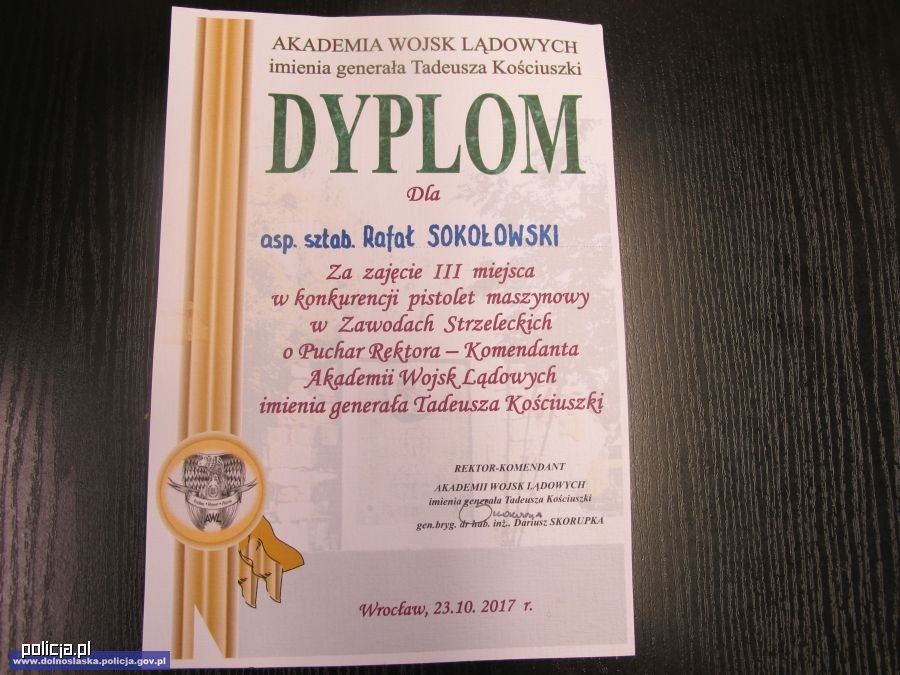 AKADEMIA WOJSK LĄDOWYCH
imienia generała Tadeusza Kościuszki
DYPLOM
Dla
asp. sztab. Rafał SOKOŁOWSKI
Za zajęcie III miejsca
w konkurencji pistolet maszynowy
w Zawodach Strzeleckich
o Puchar Rektora – Komendanta
Akademii Wojsk Lądowych
imienia generała Tadeusza Kościuszki
REKTOR-KOMENDANT
AKADEMII WOJSK LĄDOWYCH
imienia generała Tadeusza Kościuszki
gen.bryg. dr hab. inż.. Dariusz SKORUPKA
AWL
Wrocław, 23.10. 2017 r.
policja.pl
www.dolnoslaska.policja.gov.pl